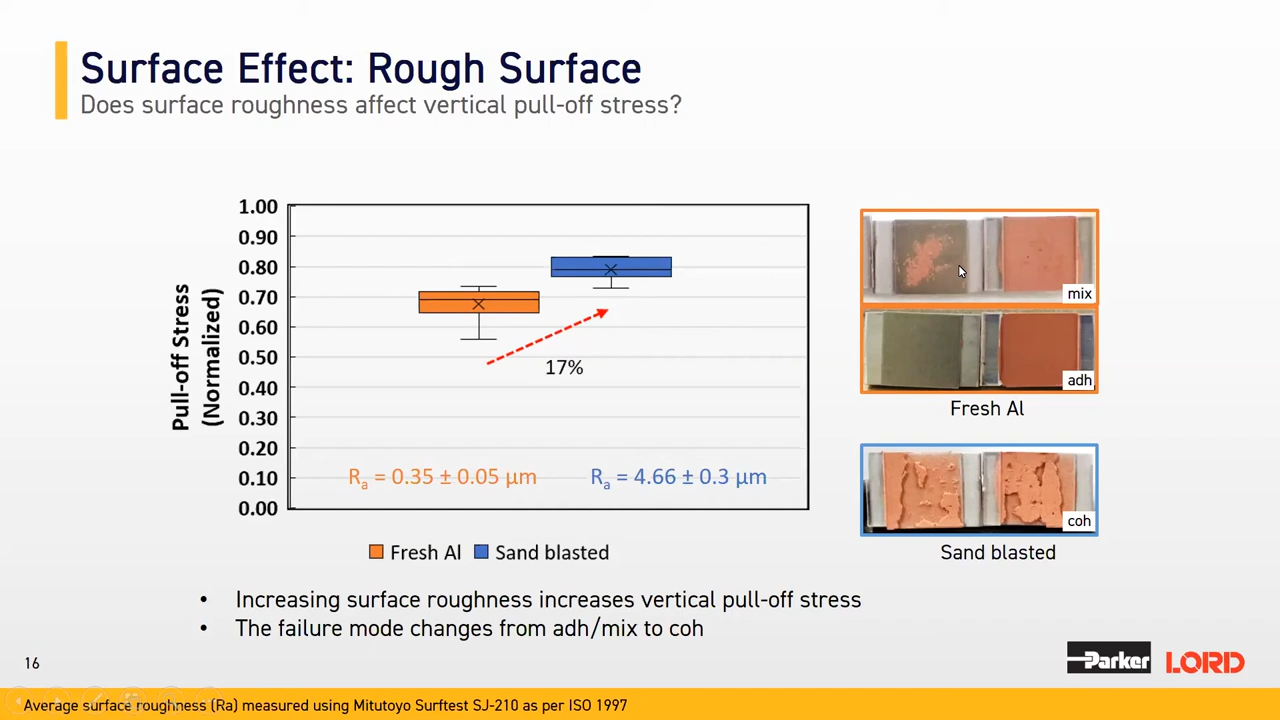 Surface Effect: Rough Surface
Does surface roughness affect vertical pull-off stress?
Pull-off Stress
(Normalized)
1.00
0.90
0.80
0.70
0.60
0.50
0.40
0.30
0.20
0.10
0.00
17%
Ra = 0.35 ± 0.05 µm
Ra = 4.66 ± 0.3 µm
Fresh Al
Sand blasted
mix
adh
Fresh Al
coh
Sand blasted
• Increasing surface roughness increases vertical pull-off stress
• The failure mode changes from adh/mix to coh
16
Parker
LORD
Average surface roughness (Ra) measured using Mitutoyo Surftest SJ-210 as per ISO 1997